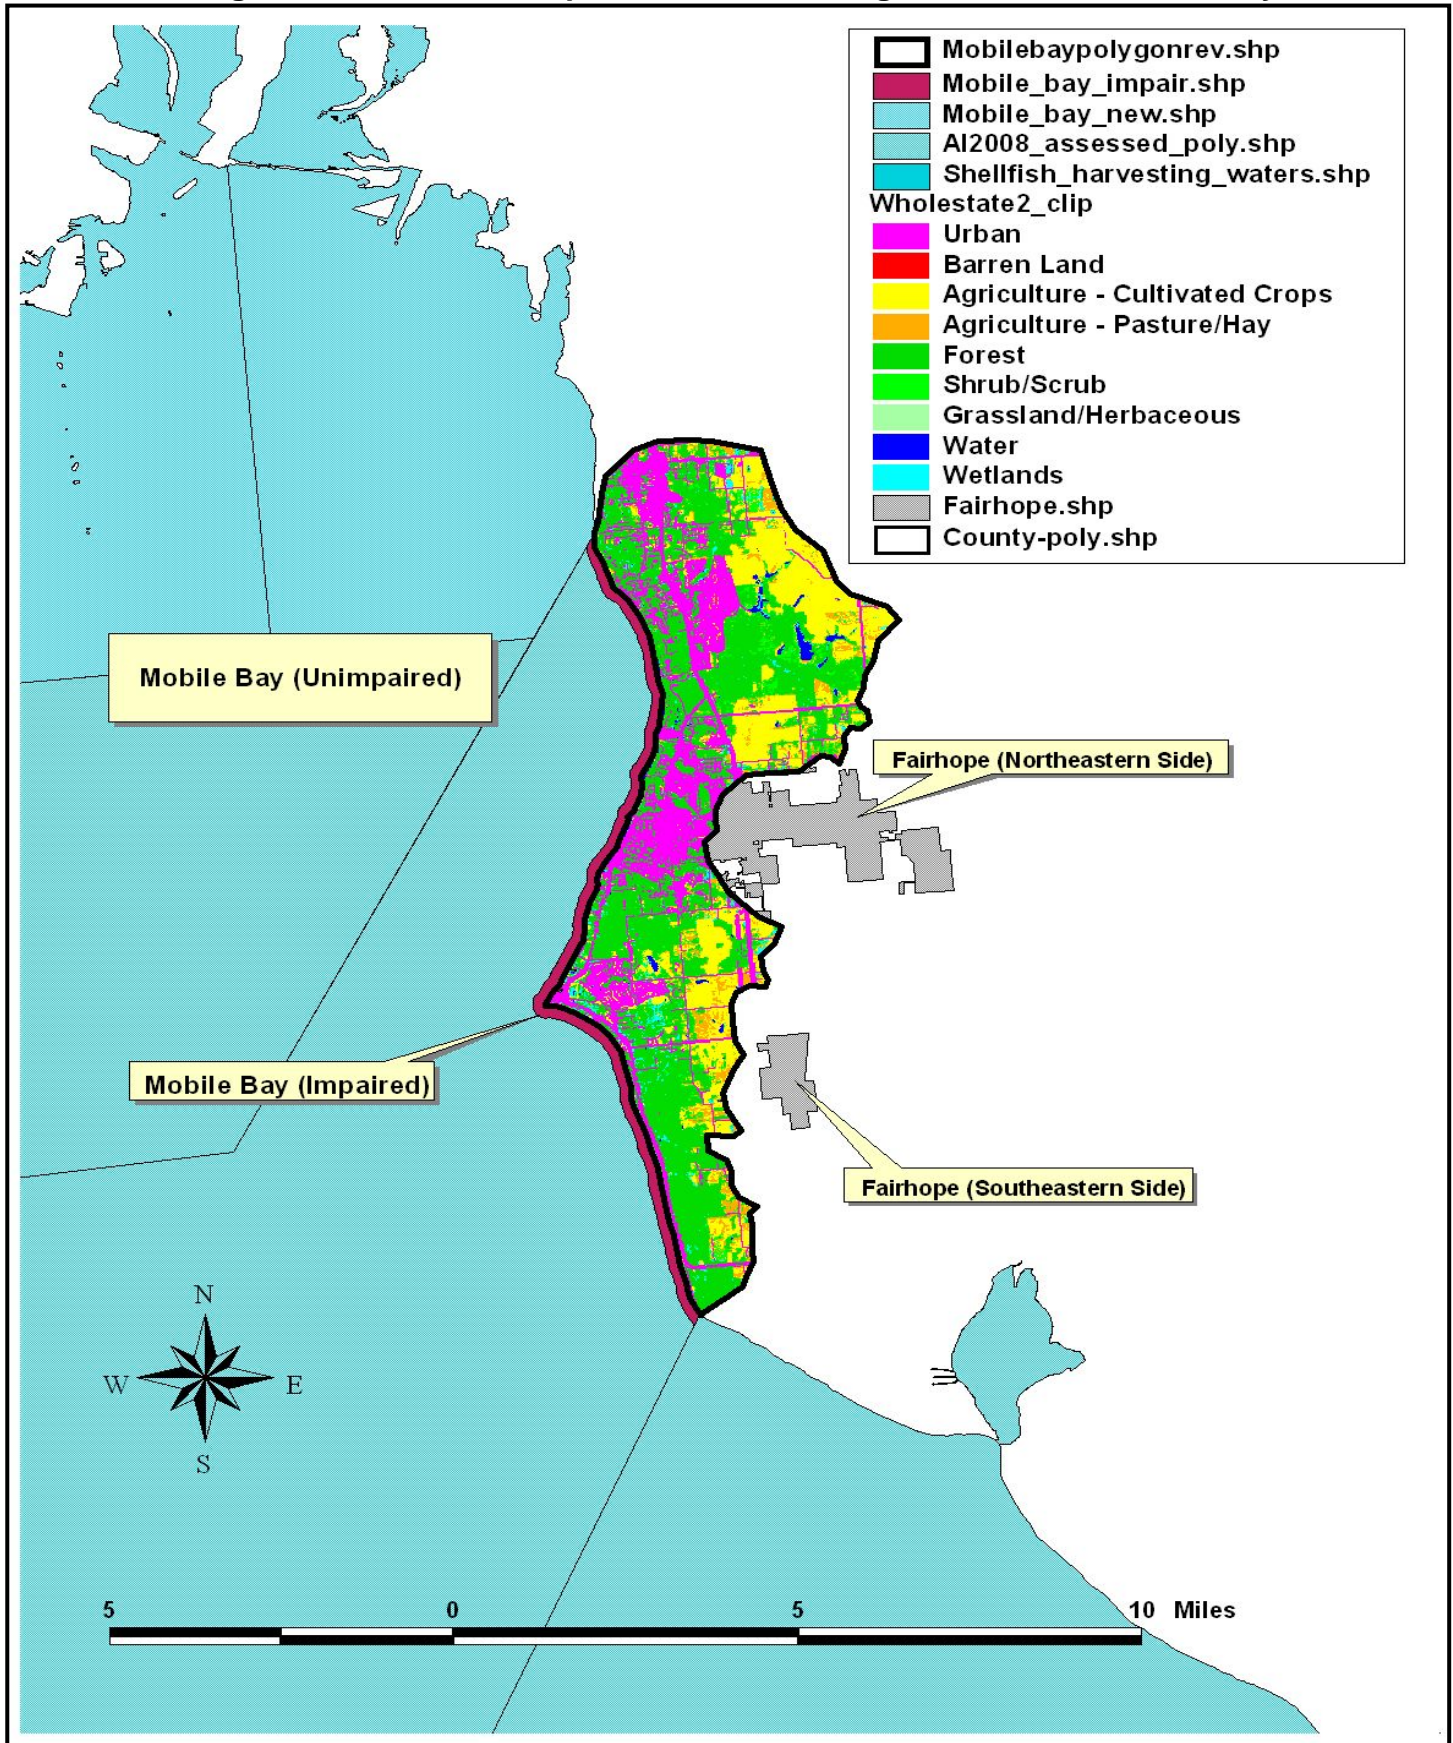 Mobilebaypolygonrev.shp
Mobile_bay_impair.shp
Mobile_bay_new.shp
Al2008_assessed_poly.shp
Shellfish_harvesting_waters.shp
Wholestate2_clip
Urban
Barren Land
Agriculture - Cultivated Crops
Agriculture - Pasture/Hay
Forest
Shrub/Scrub
Grassland/Herbaceous
Water
Wetlands
Fairhope.shp
County-poly.shp
Mobile Bay (Unimpaired)
Fairhope (Northeastern Side)
Mobile Bay (Impaired)
Fairhope (Southeastern Side)
N
W E
S
5 0 5 10 Miles